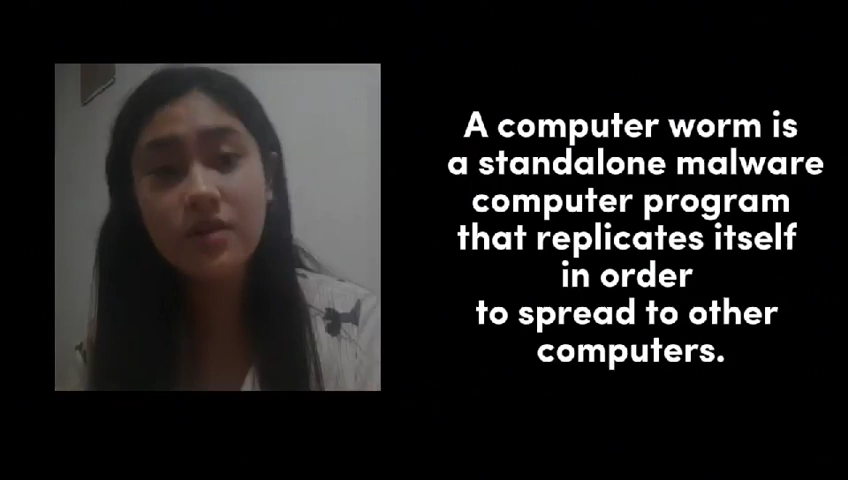 A computer worm is
a standalone malware
computer program
that replicates itself
in order
to spread to other
computers.